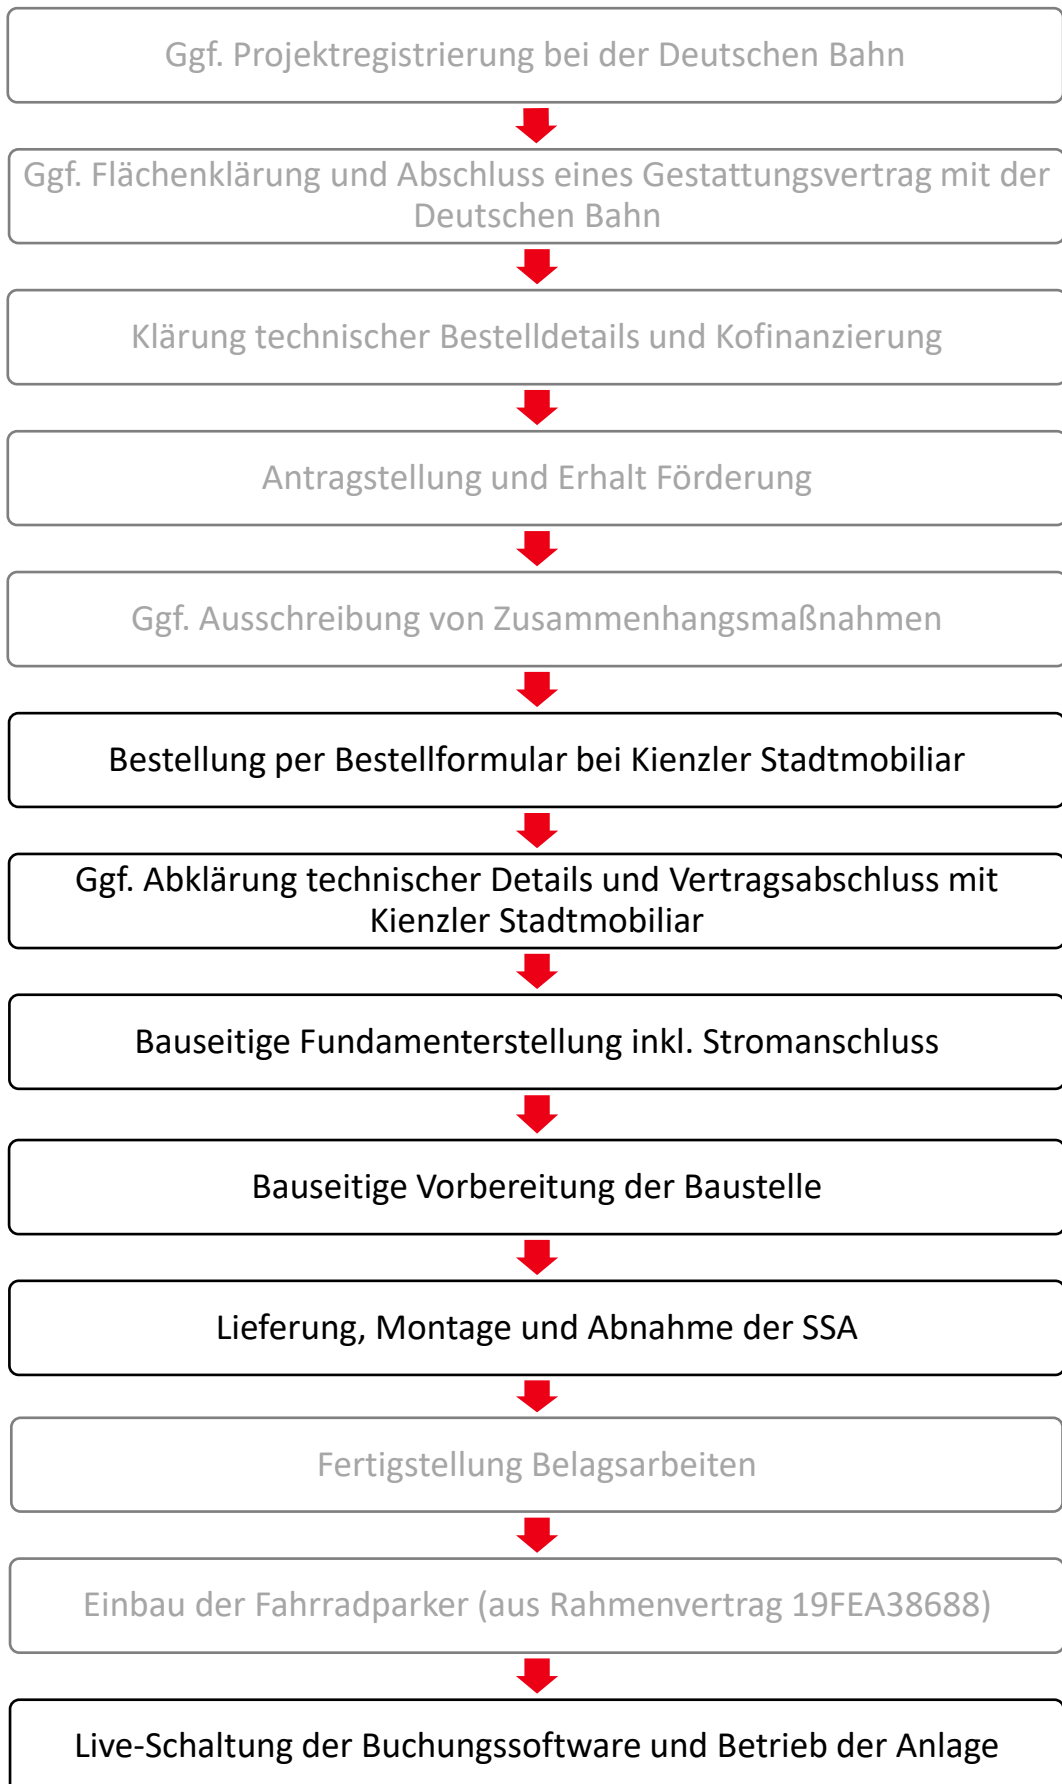 Ggf. Projektregistrierung bei der Deutschen Bahn
Ggf. Flächenklärung und Abschluss eines Gestattungsvertrag mit der
Deutschen Bahn
Klärung technischer Bestelldetails und Kofinanzierung
Antragstellung und Erhalt Förderung
Ggf. Ausschreibung von Zusammenhangsmaßnahmen
Bestellung per Bestellformular bei Kienzler Stadtmobiliar
Ggf. Abklärung technischer Details und Vertragsabschluss mit
Kienzler Stadtmobiliar
Bauseitige Fundamenterstellung inkl. Stromanschluss
Bauseitige Vorbereitung der Baustelle
Lieferung, Montage und Abnahme der SSA
Fertigstellung Belagsarbeiten
Einbau der Fahrradparker (aus Rahmenvertrag 19FEA38688)
Live-Schaltung der Buchungssoftware und Betrieb der Anlage